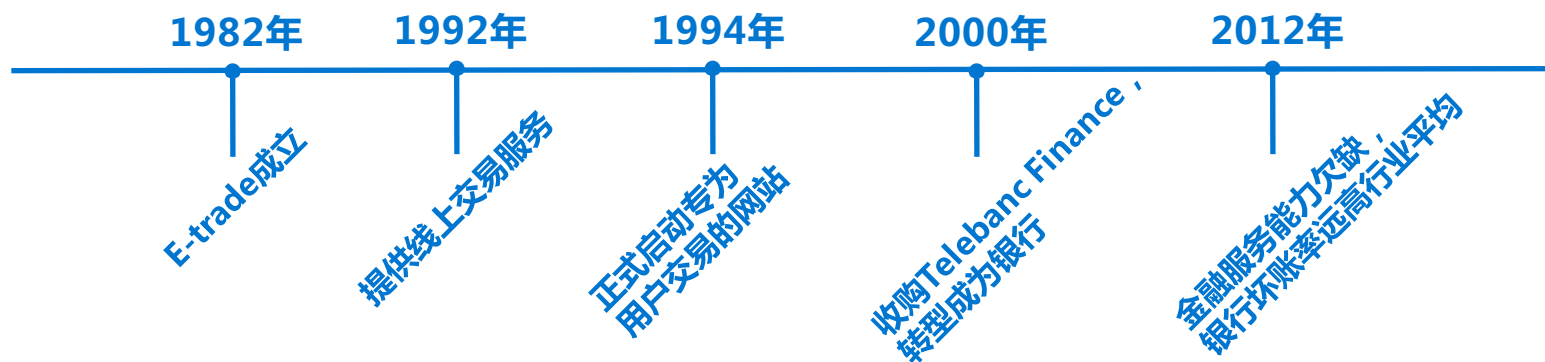 1982年
1992年
1994年
2000年
2012年
E-trade成立
提供线上交易服务
正式启动专为
用户交易的网站
收购Telebanc Finance，
转型成为银行
金融服务能力欠缺，
银行坏账率远高行业平均